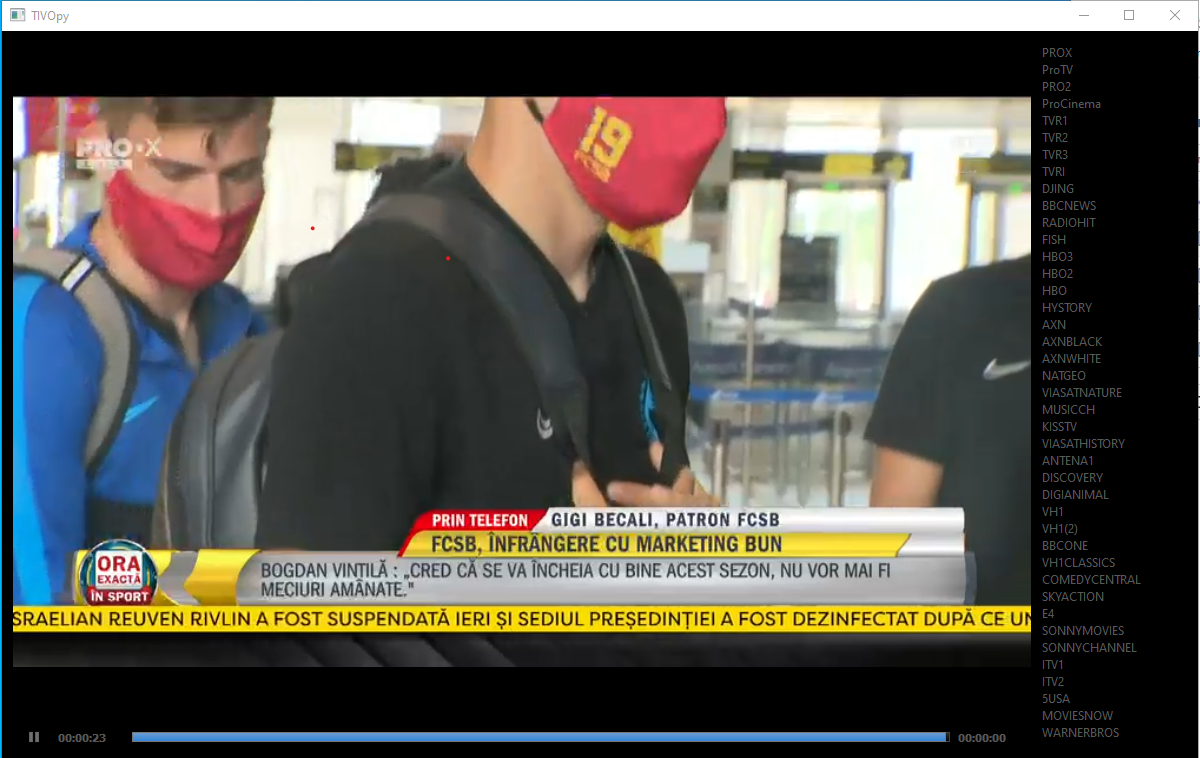 TIVOpy
PRO•X
19
PRIN TELEFON
GIGI BECALI, PATRON FCSB
FCSB, ÎNFRÂNGERE CU MARKETING BUN
ORA
EXACTĂ
ÎN SPORT
BOGDAN VINTILĂ : „CRED CĂ SE VA ÎNCHEIA CU BINE ACEST SEZON, NU VOR MAI FI
MECIURI AMÂNATE."
SRAELIAN REUVEN RIVLIN A FOST SUSPENDATĂ IERI ȘI SEDIUL PREȘEDINȚIEI A FOST DEZINFECTAT DUPĂ CE UN
00:00:23
00:00:00
PROX
ProTV
PRO2
ProCinema
TVR1
TVR2
TVR3
TVRI
DJING
BBCNEWS
RADIOHIT
FISH
HBO3
HBO2
HBO
HYSTORY
AXN
AXNBLACK
AXNWHITE
NATGEO
VIASATNATURE
MUSICCH
KISSTV
VIASATHISTORY
ANTENA1
DISCOVERY
DIGIANIMAL
VH1
VH1(2)
BBCONE
VH1CLASSICS
COMEDYCENTRAL
SKYACTION
E4
SONNYMOVIES
SONNYCHANNEL
ITV1
ITV2
5USA
MOVIESNOW
WARNERBROS